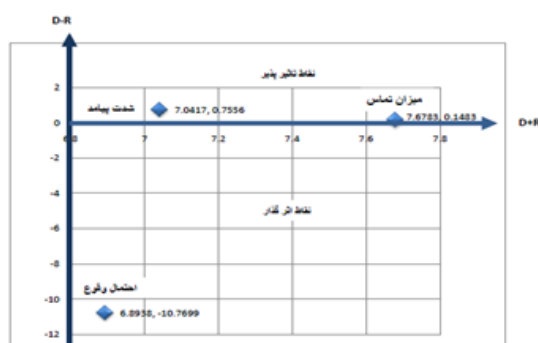 D-R
نقاط تاثیر پذیر
2
شدت پیامد
7.0417, 0.7556
میزان تماس
7.6783, 0.1483
D+R
0
6.8
7
7.2
7.4
7.6
7.8
-2
-4
نقاط اثر گذار
-6
-8
احتمال وقوع
-10
6.8938, -10.7699
-12